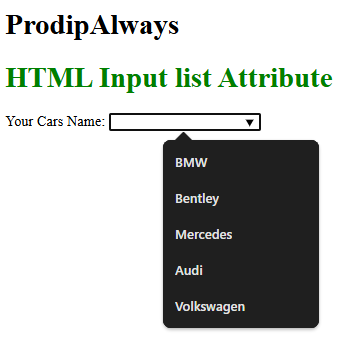 ProdipAlways
HTML Input list Attribute
Your Cars Name:
BMW
Bentley
Mercedes
Audi
Volkswagen